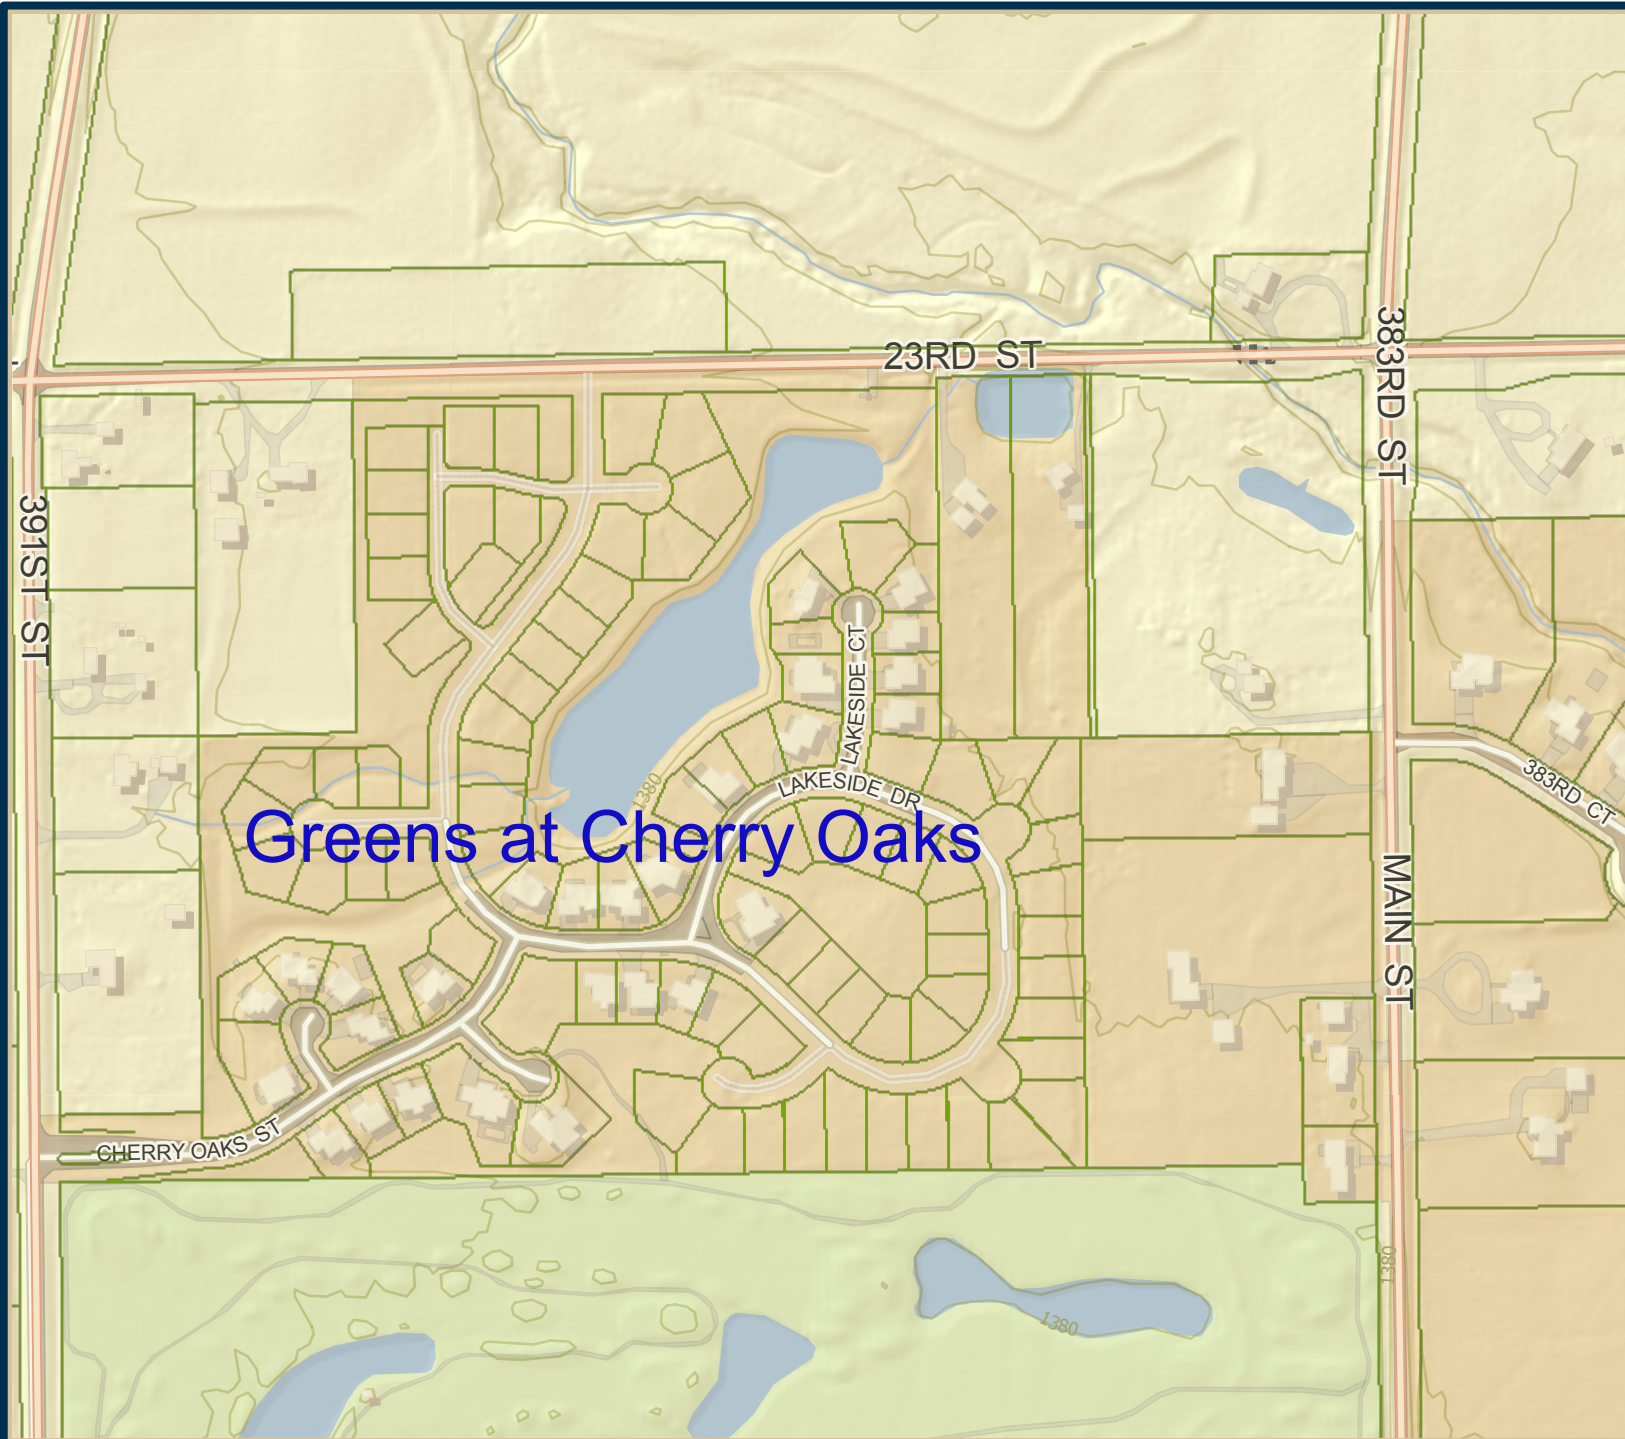 23RD ST
383RD ST
391ST ST
LAKESIDE CT
1380
LAKESIDE DR
383RD CT
Greens at Cherry Oaks
MAIN ST
CHERRY OAKS ST
1380
1380